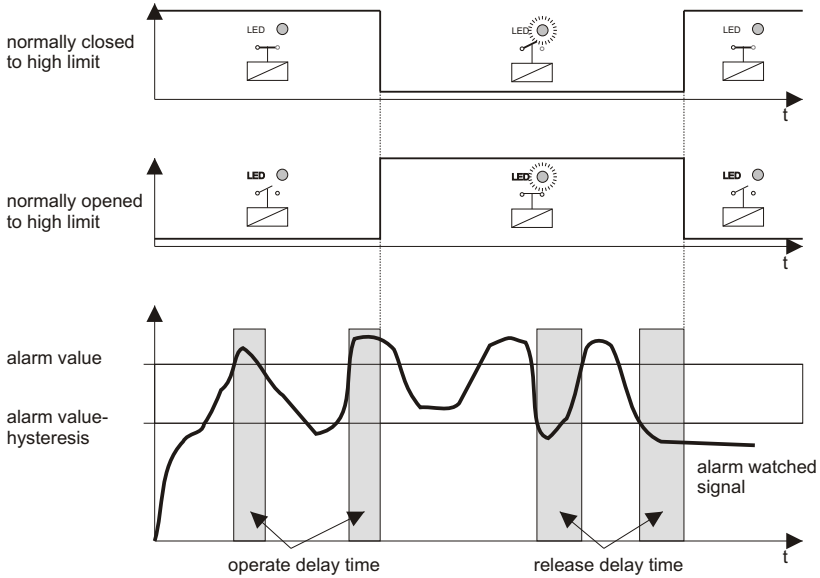 LED
LED
LED
normally closed
to high limit
t
LED
LED
LED
normally opened
to high limit
t
alarm value
alarm value-
hysteresis
alarm watched
signal
t
operate delay time
release delay time